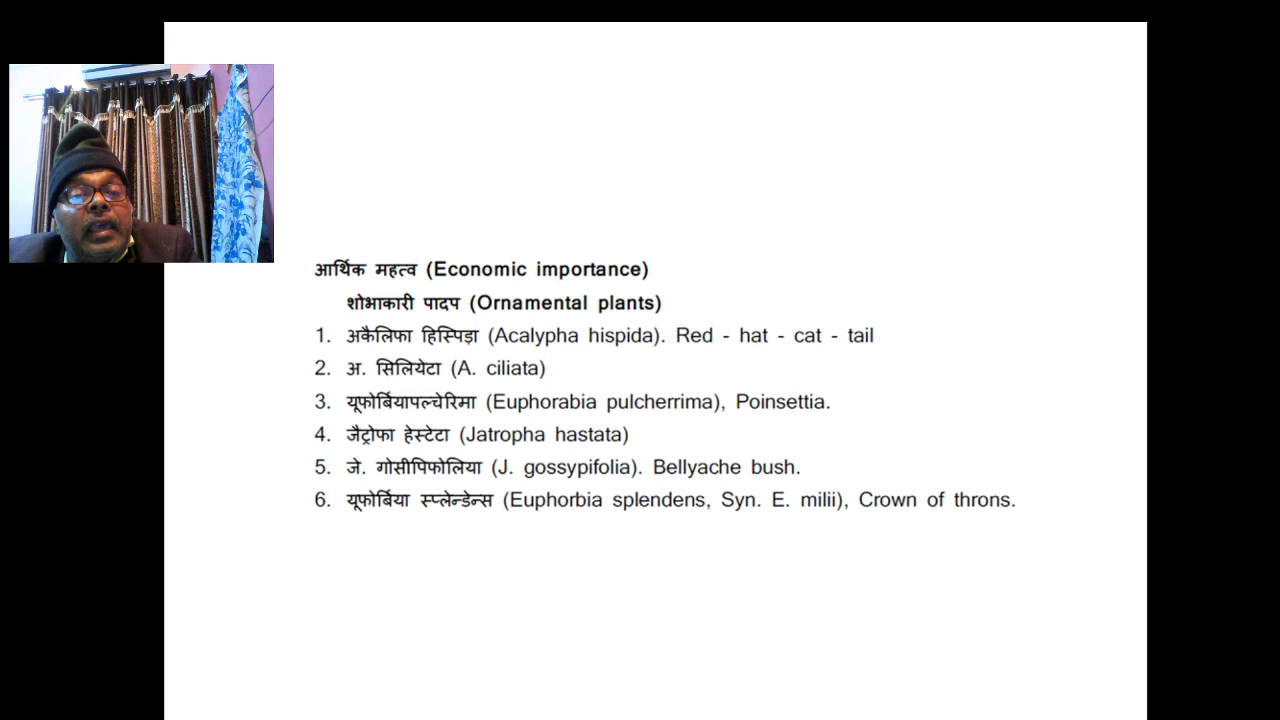 आर्थिक महत्व (Economic importance)
शोभाकारी पादप (Ornamental plants)
1. अकैलिफा हिस्पिड़ा (Acalypha hispida). Red - hat - cat - tail
2. अ. सिलियेटा (A. ciliata)
3. यूफोर्बियापल्चेरिमा (Euphorabia pulcherrima), Poinsettia.
4. जैट्रोफा हेस्टेटा (Jatropha hastata)
5. जे. गोसीपिफोलिया (J. gossypifolia). Bellyache bush.
6. यूफोर्बिया स्प्लेन्डेन्स (Euphorbia splendens, Syn. E. milii), Crown of throns.